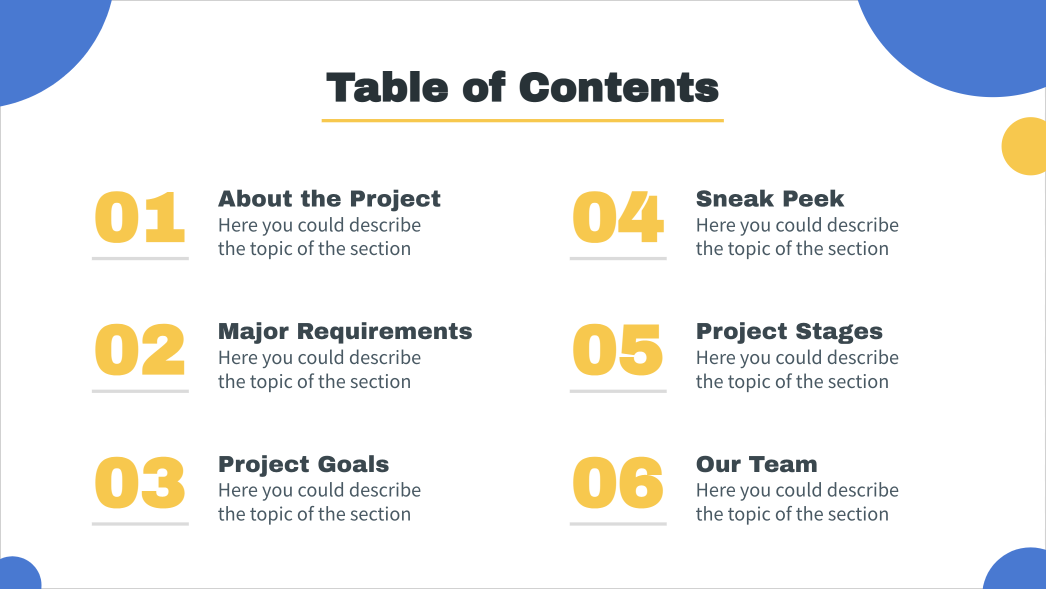 Table of Contents
01
About the Project
Here you could describe
the topic of the section
02
Major Requirements
Here you could describe
the topic of the section
03
Project Goals
Here you could describe
the topic of the section
04
Sneak Peek
Here you could describe
the topic of the section
05
Project Stages
Here you could describe
the topic of the section
06
Our Team
Here you could describe
the topic of the section